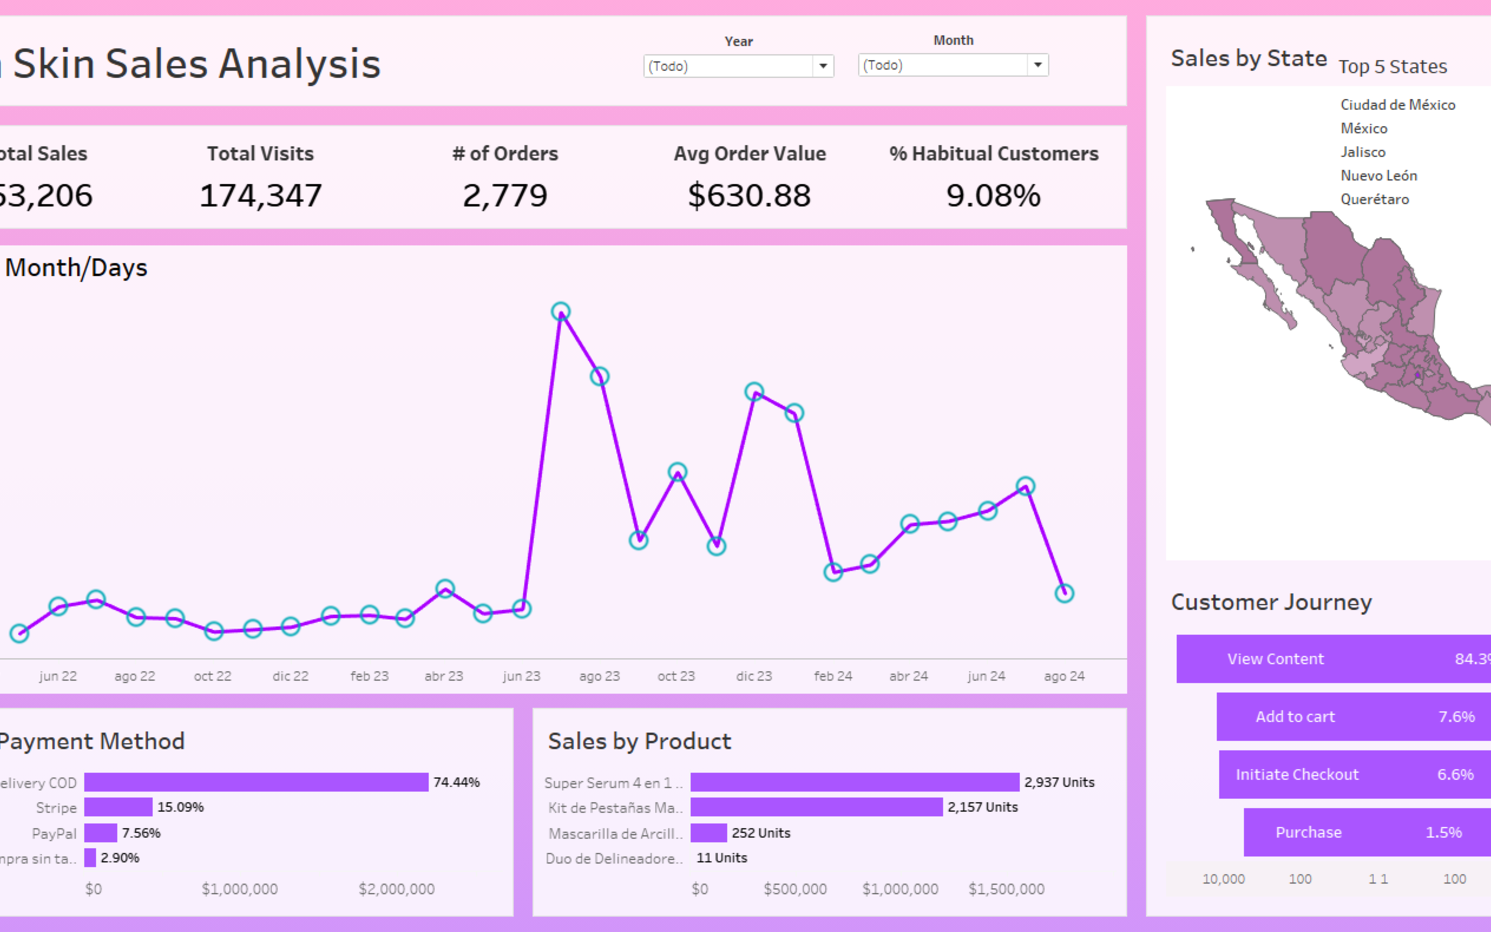 Skin Sales Analysis
Year
Month
(Todo)
(Todo)
Total Sales
Total Visits
# of Orders
Avg Order Value
% Habitual Customers
53,206
174,347
2,779
$630.88
9.08%
Month/Days
jun 22
ago 22
oct 22
dic 22
feb 23
abr 23
jun 23
ago 23
oct 23
dic 23
feb 24
abr 24
jun 24
ago 24
Payment Method
elivery COD
74.44%
Stripe
15.09%
PayPal
7.56%
mpra sin ta..
2.90%
$0
$1,000,000
$2,000,000
Sales by Product
Super Serum 4 en 1 ..
2,937 Units
Kit de Pestañas Ma..
2,157 Units
Mascarilla de Arcill..
252 Units
Duo de Delineadore..
11 Units
$0
$500,000
$1,000,000
$1,500,000
Sales by State
Top 5 States
Ciudad de México
México
Jalisco
Nuevo León
Querétaro
Customer Journey
View Content
84.3%
Add to cart
7.6%
Initiate Checkout
6.6%
Purchase
1.5%
10,000
100
1 1
100